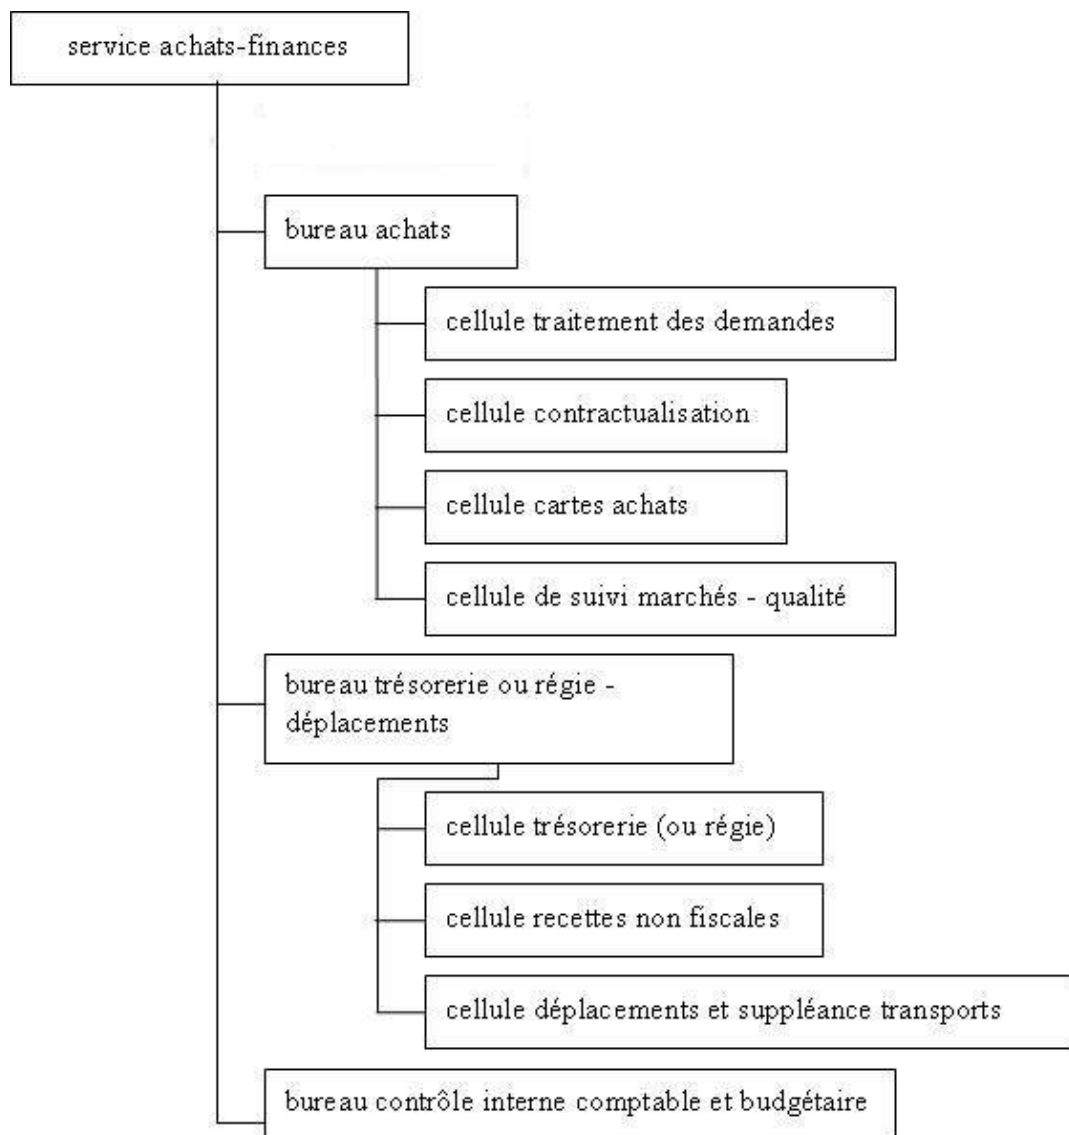 service achats-finances
bureau achats
cellule traitement des demandes
cellule contractualisation
cellule cartes achats
cellule de suivi marchés - qualité
bureau trésorerie ou régie -
déplacements
cellule trésorerie (ou régie)
cellule recettes non fiscales
cellule déplacements et suppléance transports
bureau contrôle interne comptable et budgétaire